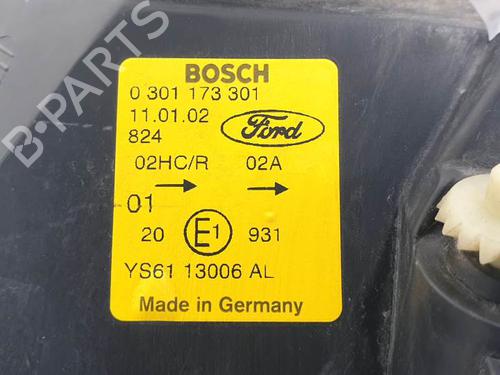 BOSCH
0 301 173 301
11.01.02
824
Ford
02HC/R 02A
→ →
01
20 E1 931
YS61 13006 AL
Made in Germany
B-PARTS